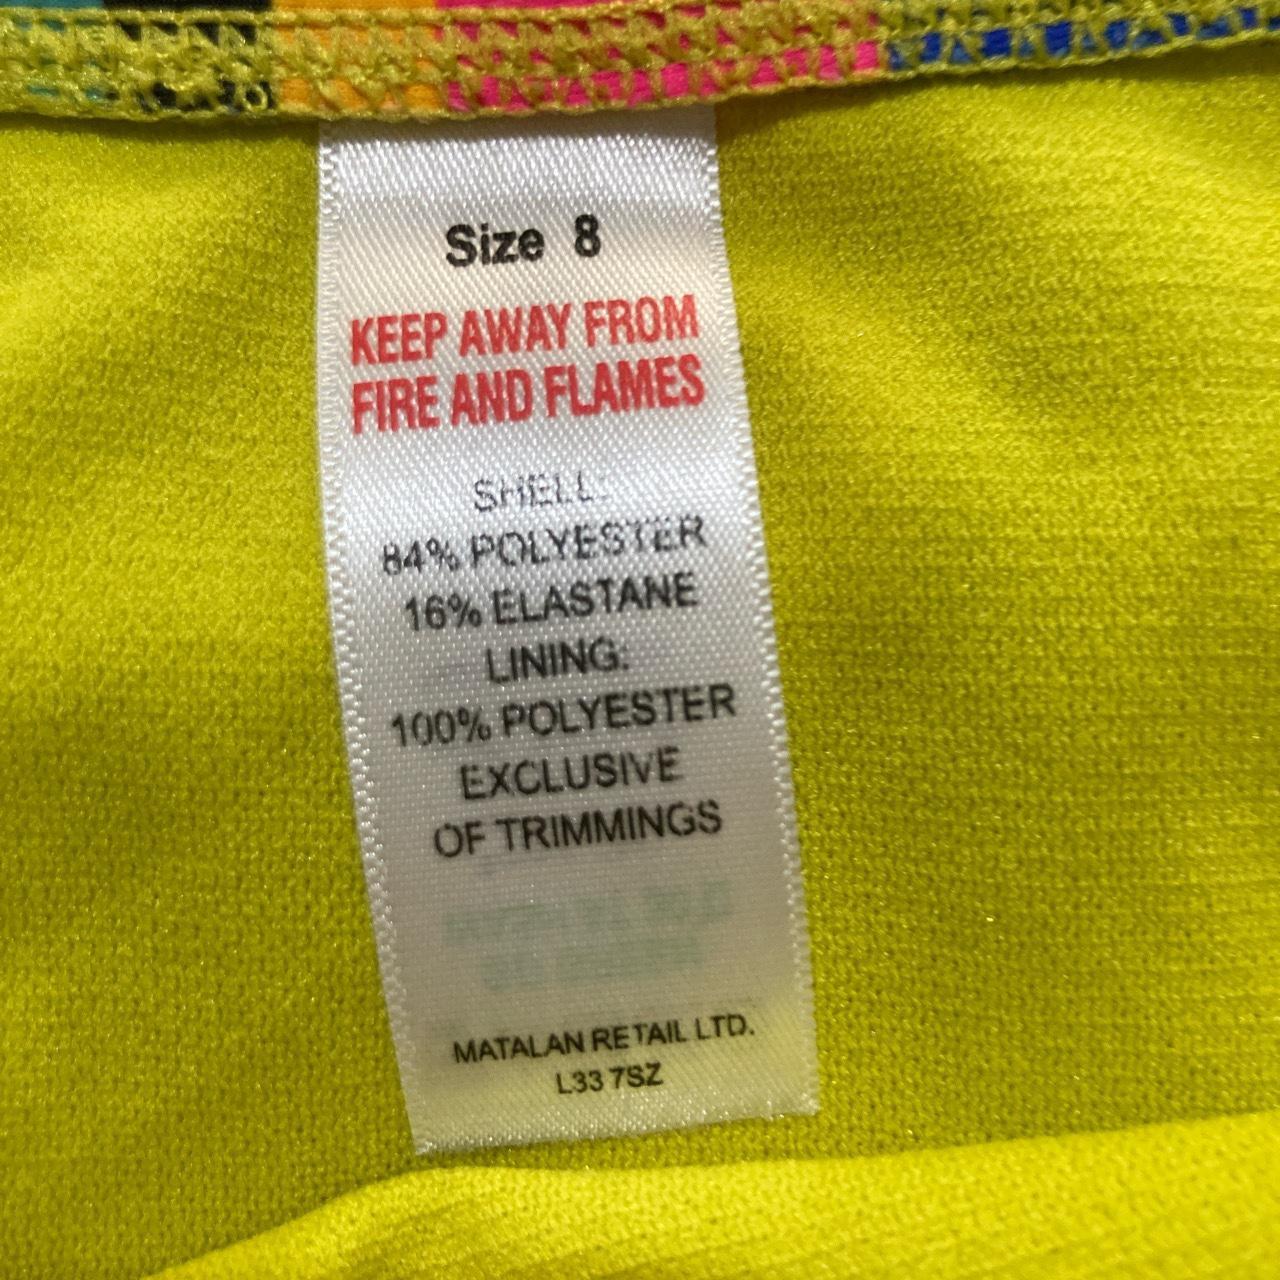 Size 8
KEEP AWAY FROM
FIRE AND FLAMES
SHELL:
84% POLYESTER
16% ELASTANE
LINING:
100% POLYESTER
EXCLUSIVE
OF TRIMMINGS
MATALAN RETAIL LTD.
L33 7SZ